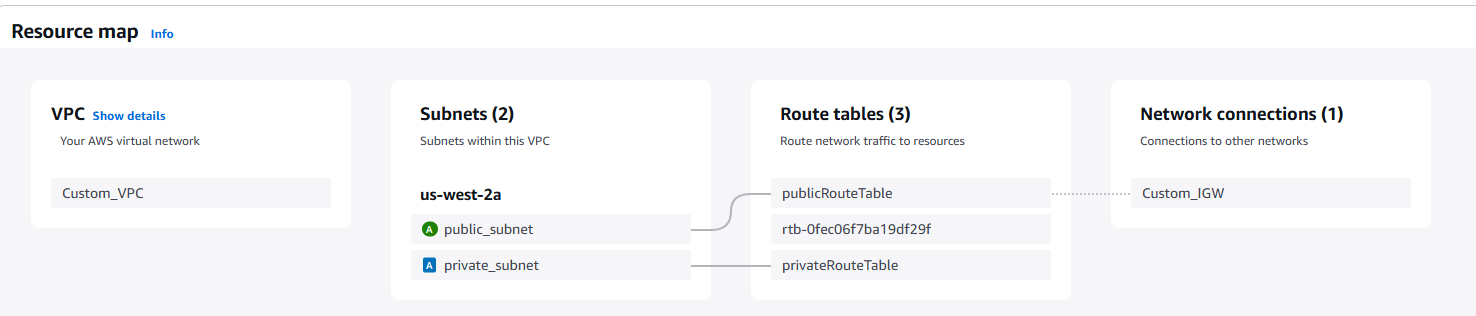 Resource map Info
VPC Show details
Your AWS virtual network
Custom_VPC
Subnets (2)
Subnets within this VPC
us-west-2a
A public_subnet
A private_subnet
Route tables (3)
Route network traffic to resources
publicRouteTable
rtb-0fec06f7ba19df29f
privateRouteTable
Network connections (1)
Connections to other networks
Custom_IGW